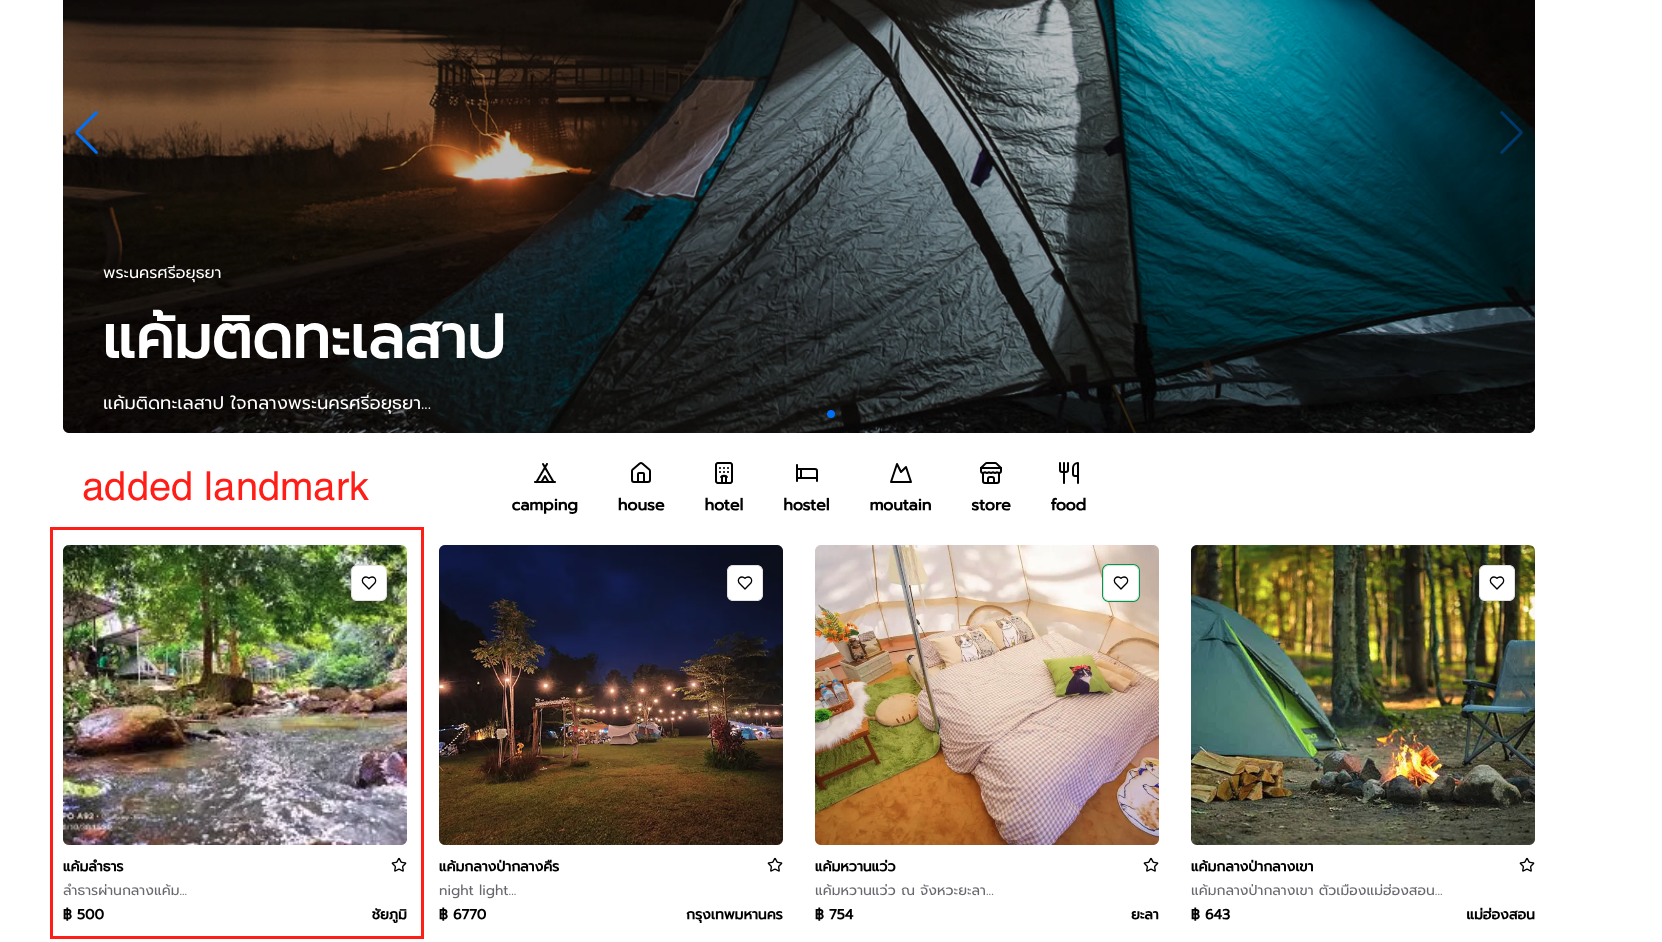 พระนครศรีอยุธยา
แค้มติดทะเลสาป
แค้มติดทะเลสาป ใจกลางพระนครศรีอยุธยา...
added landmark
camping house hotel hostel moutain store food
แค้มลำธาร
ลำธารผ่านกลางแค้ม...
฿ 500 ชัยภูมิ
แค้มกลางป่ากลางคืร
night light...
฿ 6770 กรุงเทพมหานคร
แค้มหวานแว่ว
แค้มหวานแว่ว ณ จังหวะยะลา...
฿ 754 ยะลา
แค้มกลางป่ากลางเขา
แค้มกลางป่ากลางเขา ตัวเมืองแม่ฮ่องสอน...
฿ 643 แม่ฮ่องสอน